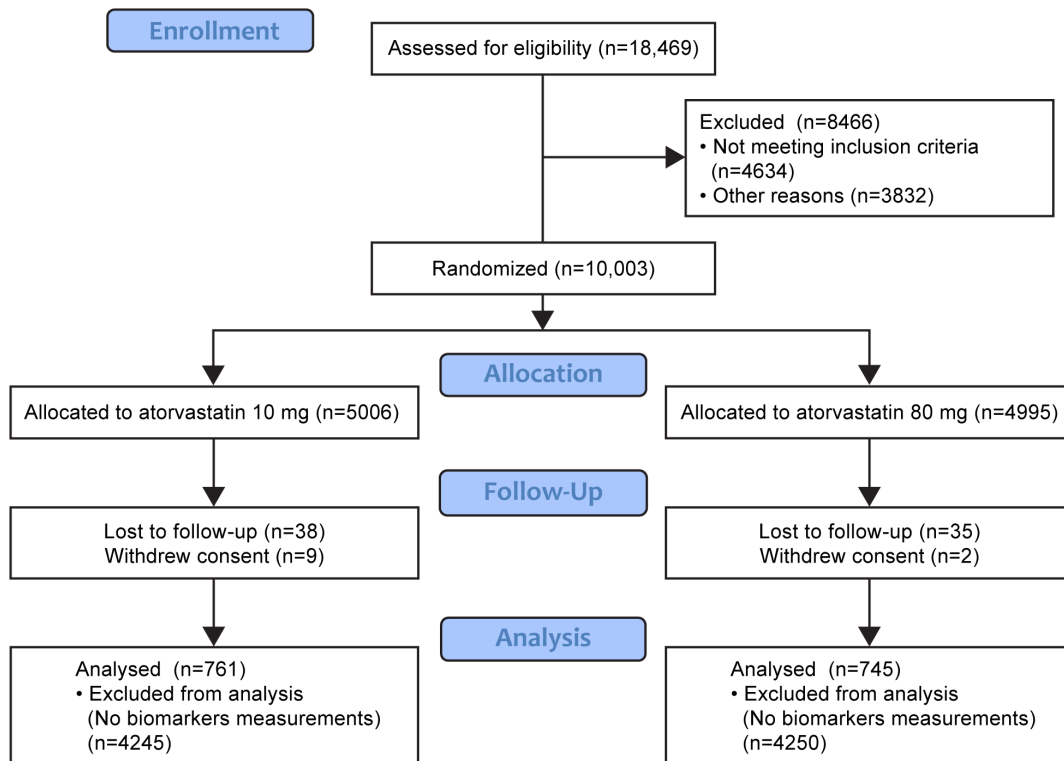 Enrollment
Assessed for eligibility (n=18,469)
Excluded (n=8466)
• Not meeting inclusion criteria
(n=4634)
• Other reasons (n=3832)
Randomized (n=10,003)
Allocation
Allocated to atorvastatin 10 mg (n=5006)
Allocated to atorvastatin 80 mg (n=4995)
Follow-Up
Lost to follow-up (n=38)
Withdrew consent (n=9)
Lost to follow-up (n=35)
Withdrew consent (n=2)
Analysis
Analysed (n=761)
• Excluded from analysis
(No biomarkers measurements)
(n=4245)
Analysed (n=745)
• Excluded from analysis
(No biomarkers measurements)
(n=4250)